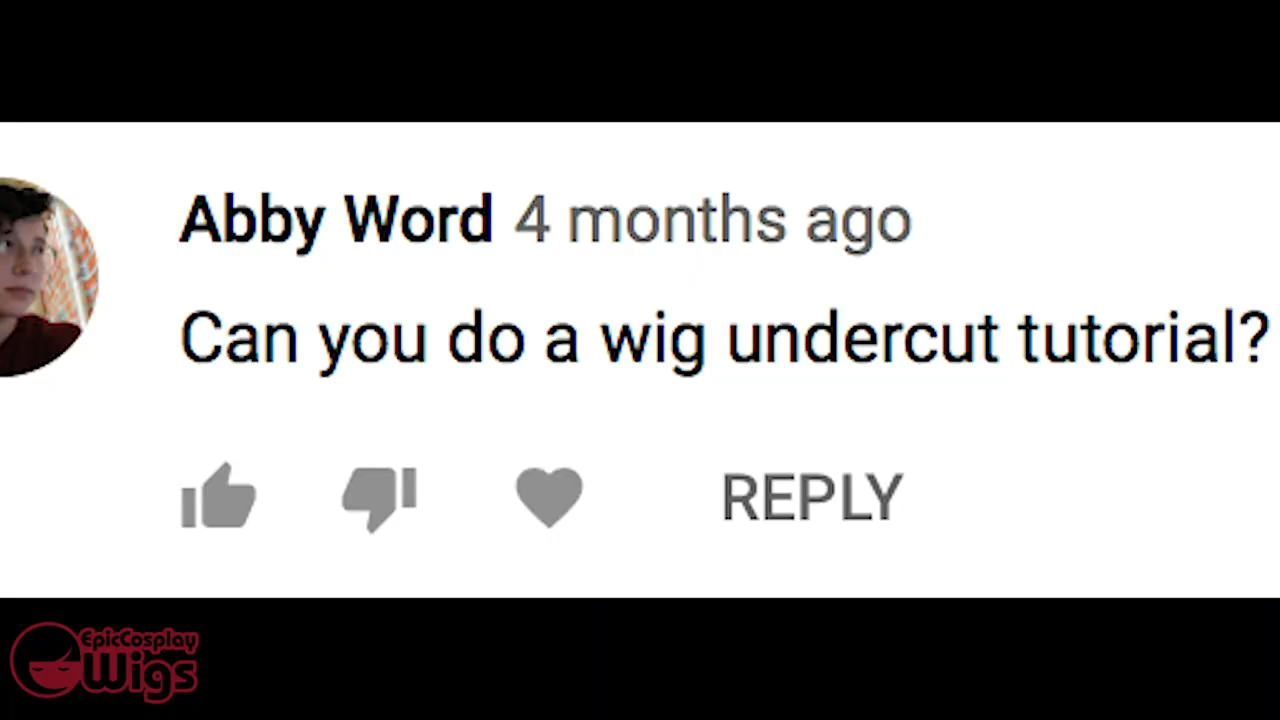 Abby Word 4 months ago
Can you do a wig undercut tutorial?
REPLY
EpicCosplay
Wigs